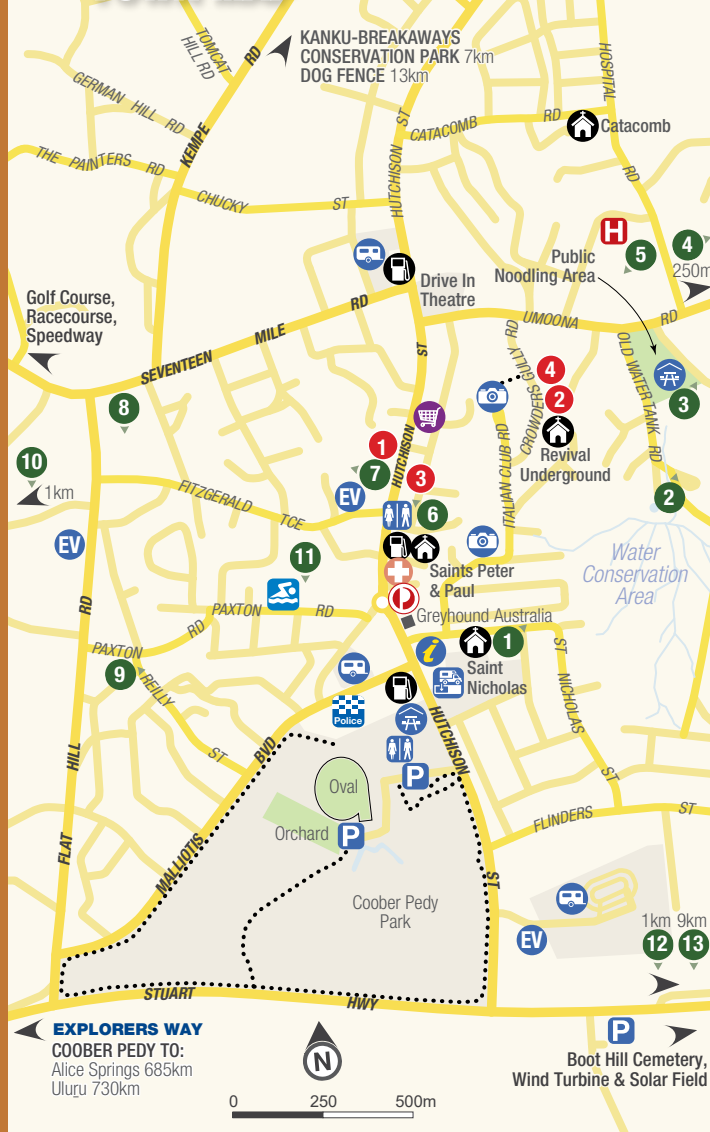 KANKU-BREAKAWAYS
CONSERVATION PARK 7km
DOG FENCE 13km
TOMCAT
HILL RD
KEMPE RD
GERMAN HILL RD
THE PAINTERS RD
CHUCKY ST
HUTCHISON ST
CATACOMB RD
HOSPITAL RD
Catacomb
H
5
4
250m
Public
Noodling Area
Drive In
Theatre
Golf Course,
Racecourse,
Speedway
SEVENTEEN MILE RD
UMOONA RD
OLD WATER TANK RD
CROWDERS GULLY RD
ITALIAN CLUB RD
4
2
3
8
10
1km
1
7
HUTCHISON ST
3
EV
6
Revival
Underground
2
FITZGERALD TCE
EV
11
Saints Peter
& Paul
Water
Conservation
Area
PAXTON RD
Greyhound Australia
i
1
Saint
Nicholas
ST NICHOLAS ST
PAXTON RD
9
REILLY ST
Police
HUTCHISON ST
P
FLAT HILL RD
MALLIOTIS BVD
Oval
Orchard
P
FLINDERS ST
Coober Pedy
Park
EV
1km 9km
12 13
STUART HWY
EXPLORERS WAY
COOBER PEDY TO:
Alice Springs 685km
Uluṟu 730km
N
0 250 500m
P
Boot Hill Cemetery,
Wind Turbine & Solar Field